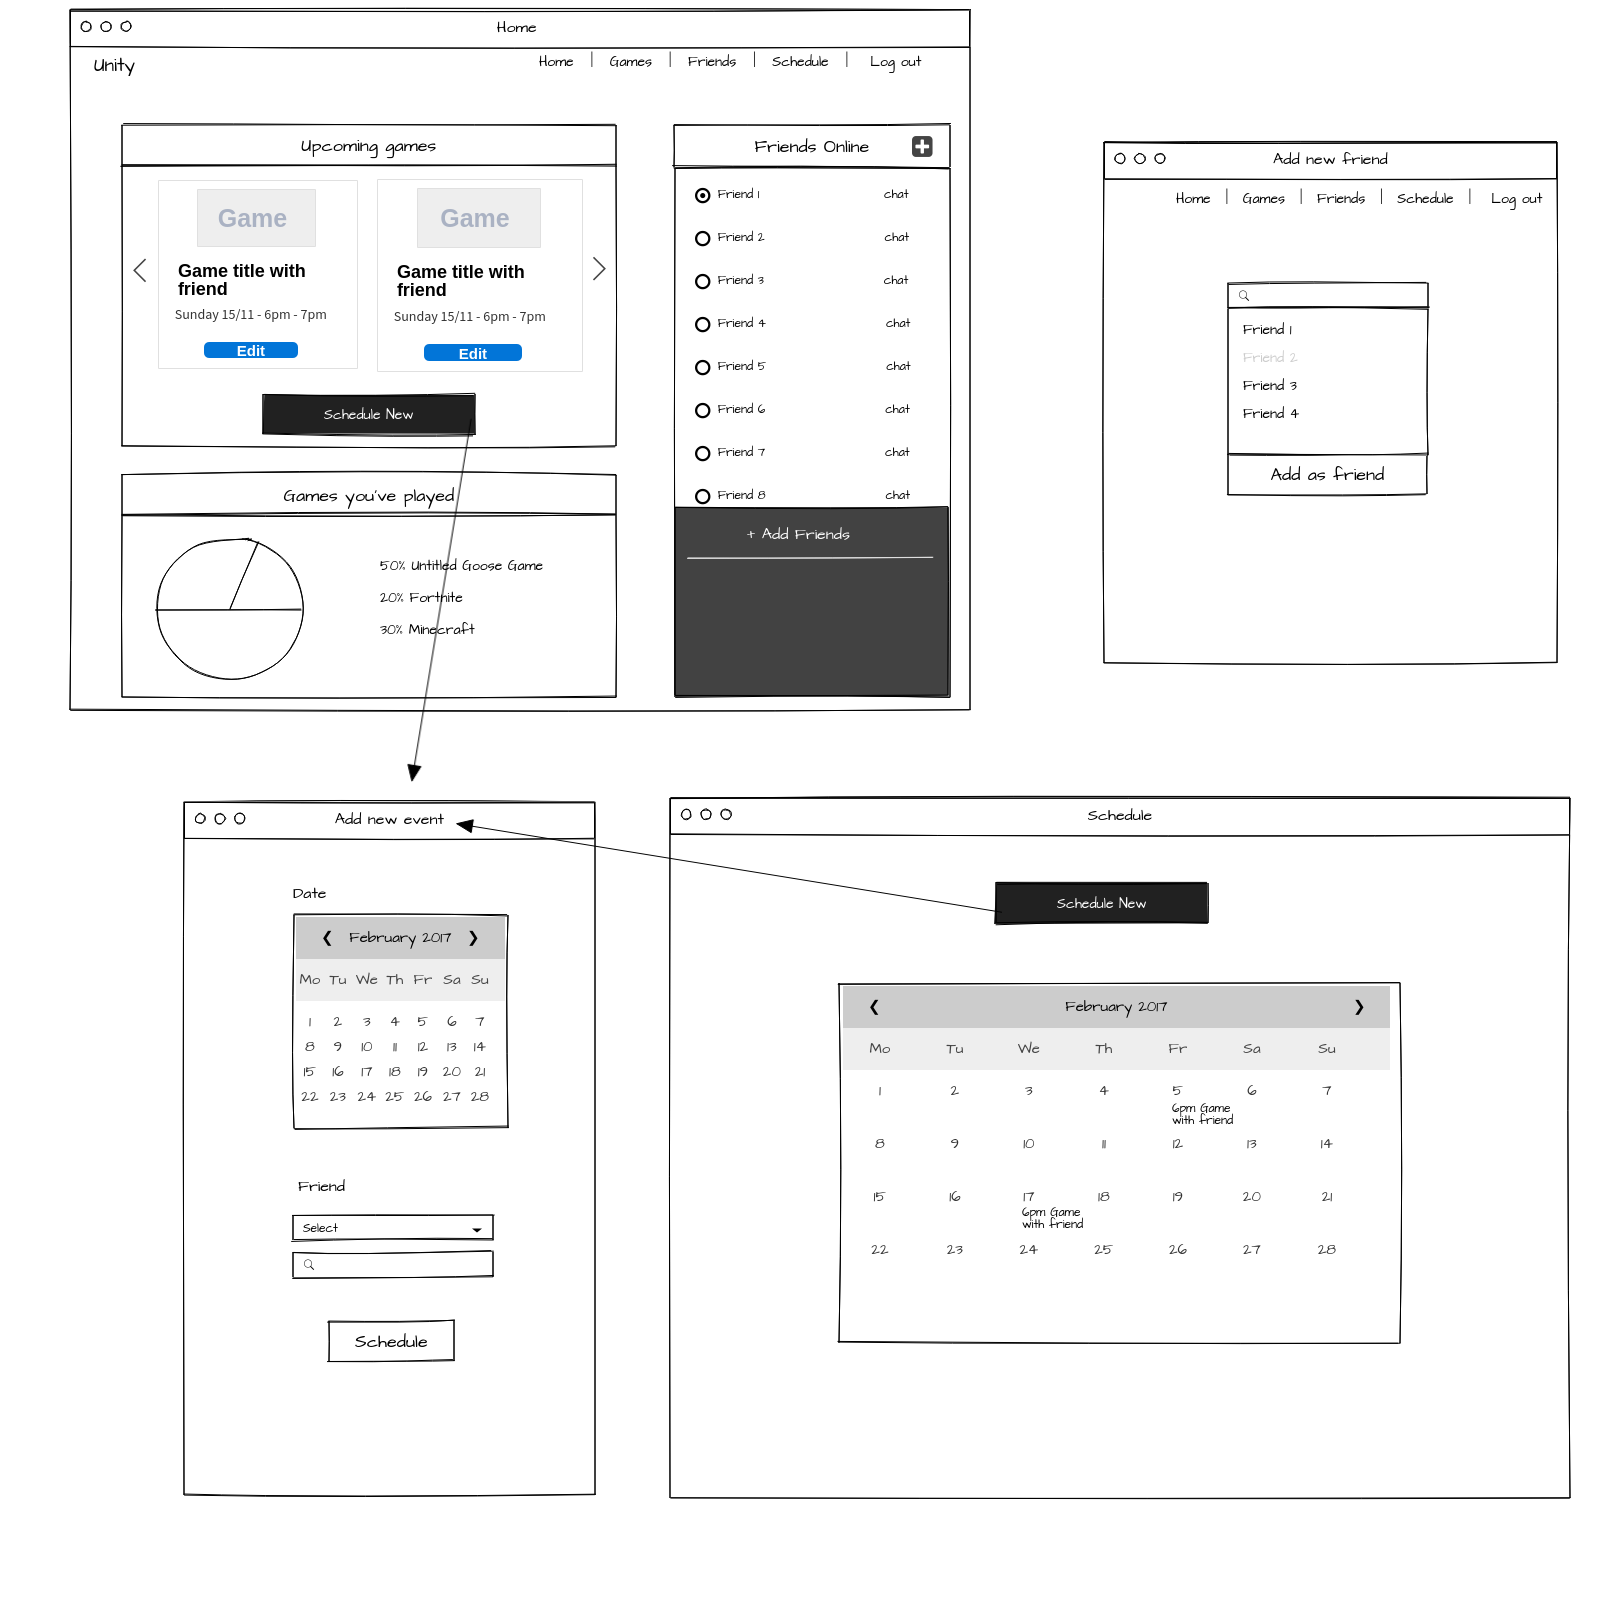 Home
Unity
Home | Games | Friends | Schedule | Log out
Upcoming games
Game
Game title with
friend
Sunday 15/11 - 6pm - 7pm
Edit
Game
Game title with
friend
Sunday 15/11 - 6pm - 7pm
Edit
Schedule New
Games you've played
50% Untitled Goose Game
20% Fortnite
30% Minecraft
Friends Online
Friend 1 chat
Friend 2 chat
Friend 3 chat
Friend 4 chat
Friend 5 chat
Friend 6 chat
Friend 7 chat
Friend 8 chat
+ Add Friends
Add new friend
Home | Games | Friends | Schedule | Log out
Friend 1
Friend 2
Friend 3
Friend 4
Add as friend
Add new event
Date
❮ February 2017 ❯
Mo Tu We Th Fr Sa Su
1 2 3 4 5 6 7
8 9 10 11 12 13 14
15 16 17 18 19 20 21
22 23 24 25 26 27 28
Friend
Select
Schedule
Schedule
Schedule New
❮ February 2017 ❯
Mo Tu We Th Fr Sa Su
1 2 3 4 5 6 7
6pm Game
with friend
8 9 10 11 12 13 14
15 16 17 18 19 20 21
6pm Game
with friend
22 23 24 25 26 27 28